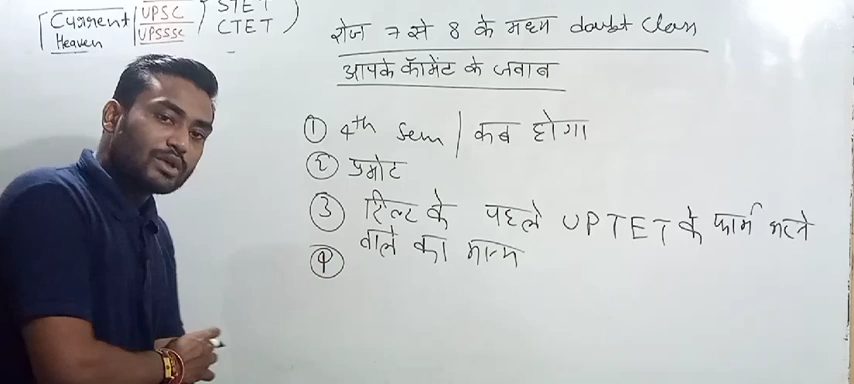 Current Heaven | UPSC UPSSSC / STET CTET )
रोज 7 से 8 के मध्य doubt Class
आपके कॉमेंट के जवाब
① 4th Sem / कब होगा
② प्रमोट
③ रिजल्ट के पहले UPTET के फार्म भरने
वाले का मान्य
④